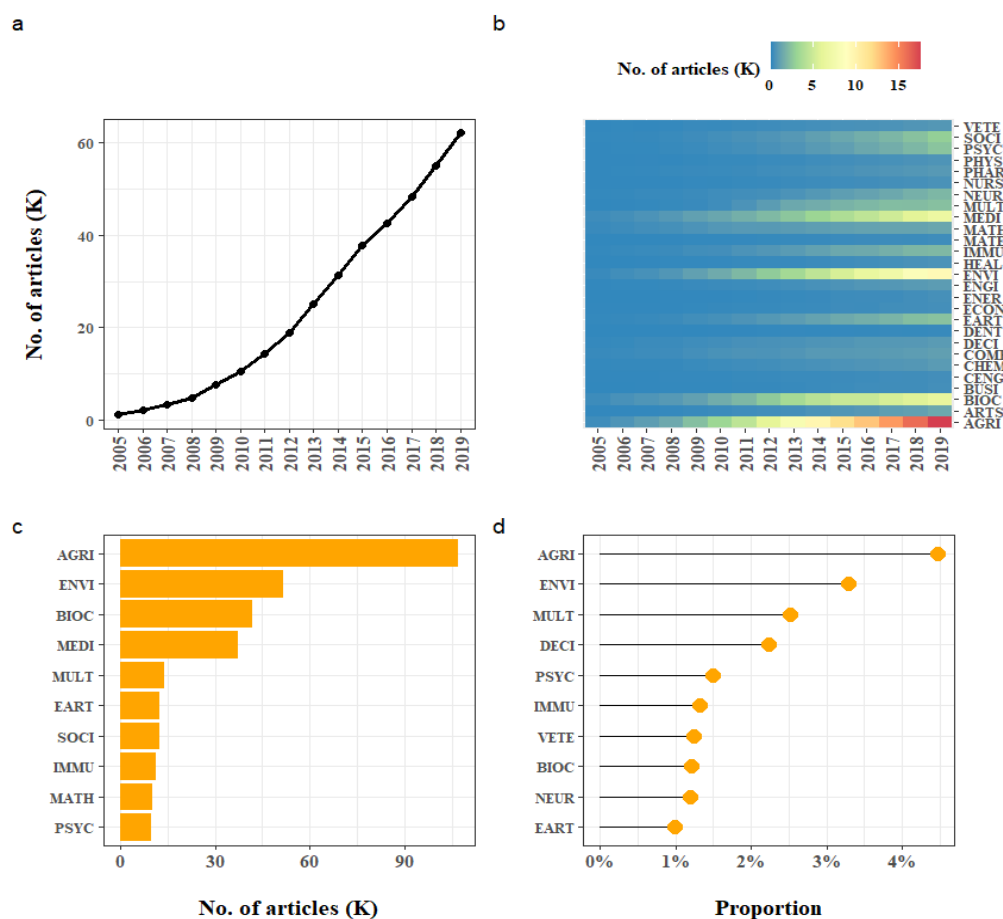 a
No. of articles (K)
60
40
20
0
2005 2006 2007 2008 2009 2010 2011 2012 2013 2014 2015 2016 2017 2018 2019
b
No. of articles (K)
0 5 10 15
VETE
SOCI
PSYC
PHYS
PHAR
NURS
NEUR
MULT
MEDI
MATH
MATE
IMMU
HEAL
ENVI
ENGI
ENER
ECON
EART
DENT
DECI
COMP
CHEM
CENG
BUSI
BIOC
ARTS
AGRI
2005 2006 2007 2008 2009 2010 2011 2012 2013 2014 2015 2016 2017 2018 2019
c
AGRI
ENVI
BIOC
MEDI
MULT
EART
SOCI
IMMU
MATH
PSYC
0 30 60 90
No. of articles (K)
d
AGRI
ENVI
MULT
DECI
PSYC
IMMU
VETE
BIOC
NEUR
EART
0% 1% 2% 3% 4%
Proportion